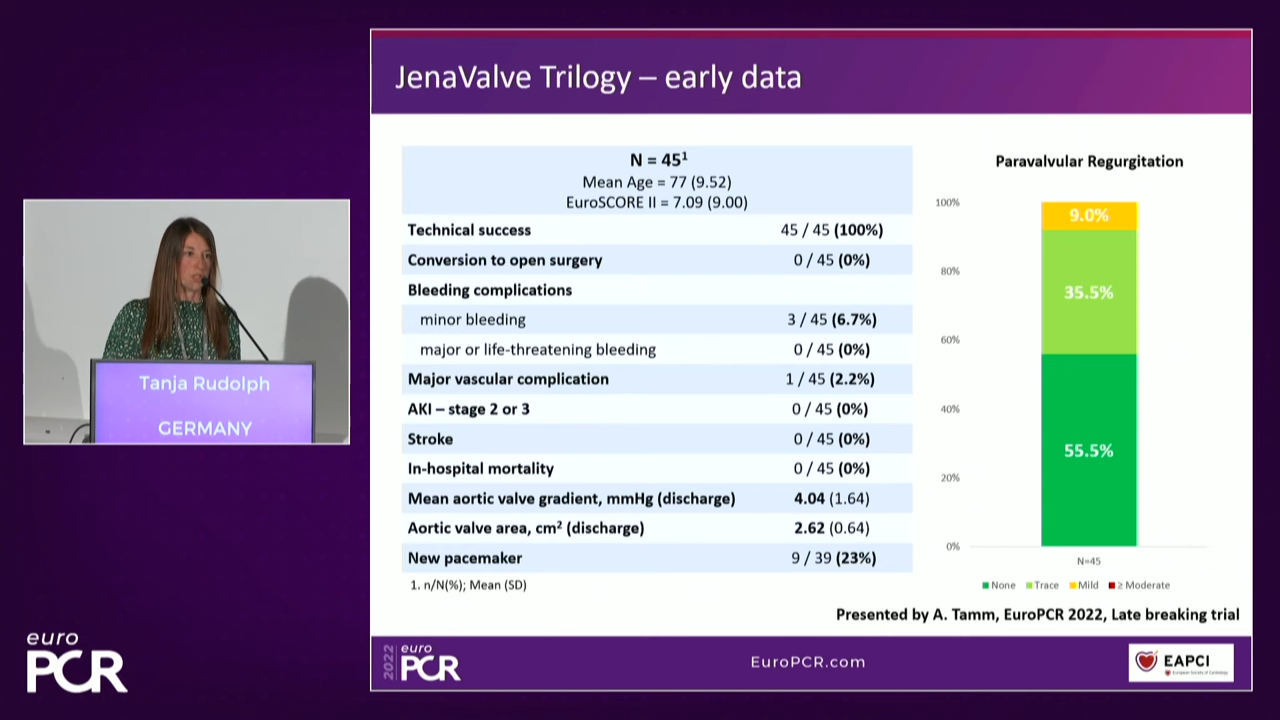 JenaValve Trilogy – early data
N = 45¹
Mean Age = 77 (9.52)
EuroSCORE II = 7.09 (9.00)
Technical success 45 / 45 (100%)
Conversion to open surgery 0 / 45 (0%)
Bleeding complications
minor bleeding 3 / 45 (6.7%)
major or life-threatening bleeding 0 / 45 (0%)
Major vascular complication 1 / 45 (2.2%)
AKI – stage 2 or 3 0 / 45 (0%)
Stroke 0 / 45 (0%)
In-hospital mortality 0 / 45 (0%)
Mean aortic valve gradient, mmHg (discharge) 4.04 (1.64)
Aortic valve area, cm² (discharge) 2.62 (0.64)
New pacemaker 9 / 39 (23%)
1. n/N(%); Mean (SD)
Paravalvular Regurgitation
100%
80%
60%
40%
20%
0%
9.0%
35.5%
55.5%
N=45
None Trace Mild ≥ Moderate
Presented by A. Tamm, EuroPCR 2022, Late breaking trial
2022 euro
PCR
EuroPCR.com
EAPCI
European Society of Cardiology
Tanja Rudolph
GERMANY
euro
PCR